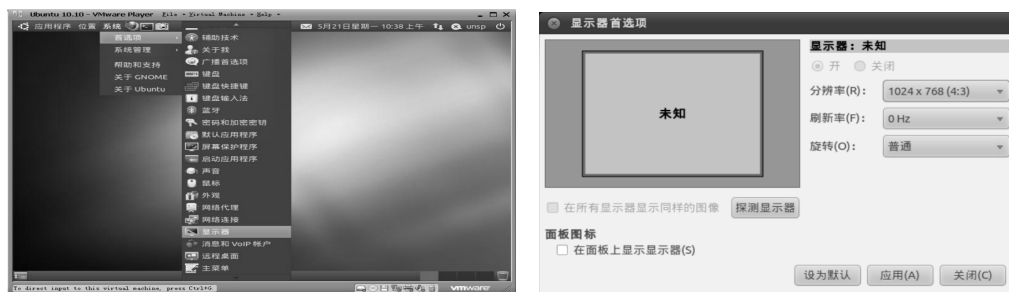 Ubuntu 10.10 - VMware Player File ▾ Virtual Machine ▾ Help ▾
应用程序 位置 系统
5月21日星期一 10:38 上午
unsp
首选项
系统管理
帮助和支持
关于 GNOME
关于 Ubuntu
辅助技术
关于我
广播首选项
键盘
键盘快捷键
键盘输入法
蓝牙
密码和加密密钥
默认应用程序
屏幕保护程序
启动应用程序
声音
鼠标
外观
网络代理
网络连接
显示器
消息和 VoIP 帐户
远程桌面
主菜单
To direct input to this virtual machine, press Ctrl+G.
vmware
显示器首选项
未知
显示器：未知
开 关闭
分辨率(R)： 1024 x 768 (4:3)
刷新率(F)： 0 Hz
旋转(O)： 普通
在所有显示器显示同样的图像 探测显示器
面板图标
在面板上显示显示器(S)
设为默认 应用(A) 关闭(C)